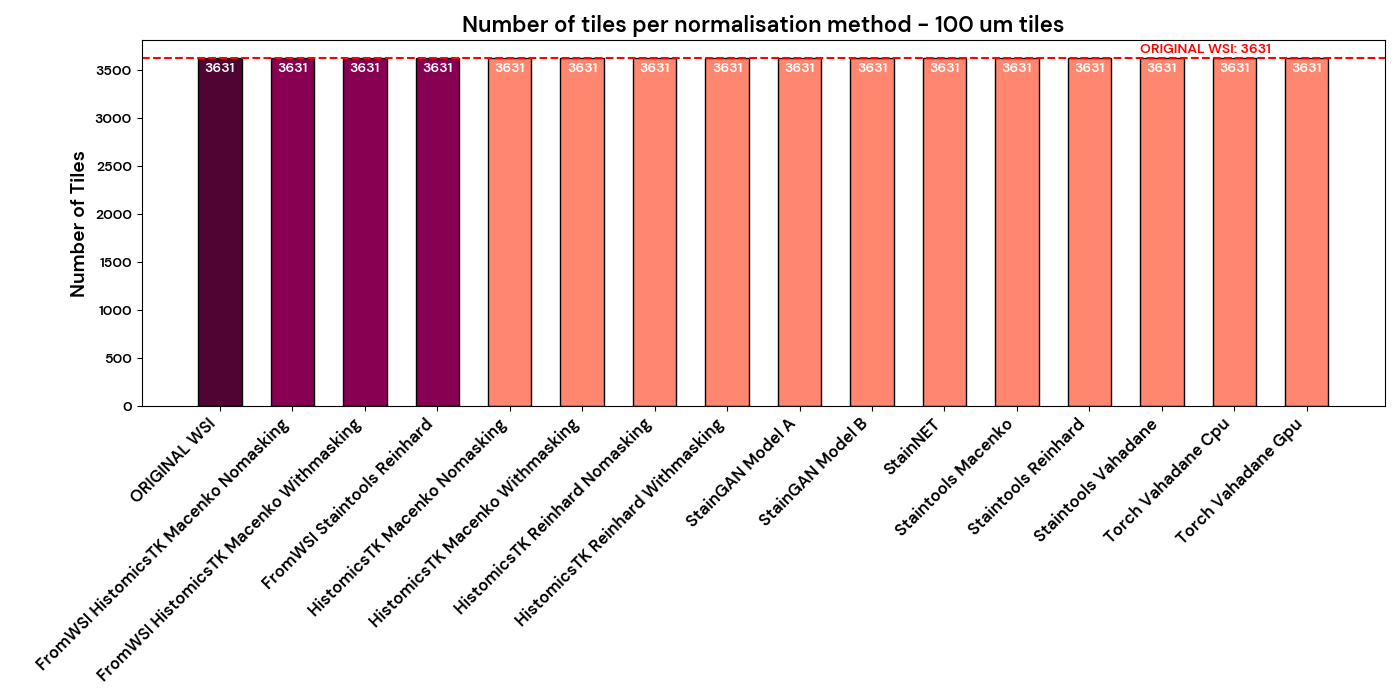 Number of tiles per normalisation method - 100 um tiles
ORIGINAL WSI: 3631
3631 3631 3631 3631 3631 3631 3631 3631 3631 3631 3631 3631 3631 3631 3631 3631
Number of Tiles
3500
3000
2500
2000
1500
1000
500
0
ORIGINAL WSI
FromWSI HistomicsTK Macenko Nomasking
FromWSI HistomicsTK Macenko Withmasking
FromWSI Staintools Reinhard
HistomicsTK Macenko Nomasking
HistomicsTK Macenko Withmasking
HistomicsTK Reinhard Nomasking
HistomicsTK Reinhard Withmasking
StainGAN Model A
StainGAN Model B
StainNET
Staintools Macenko
Staintools Reinhard
Staintools Vahadane
Torch Vahadane Cpu
Torch Vahadane Gpu